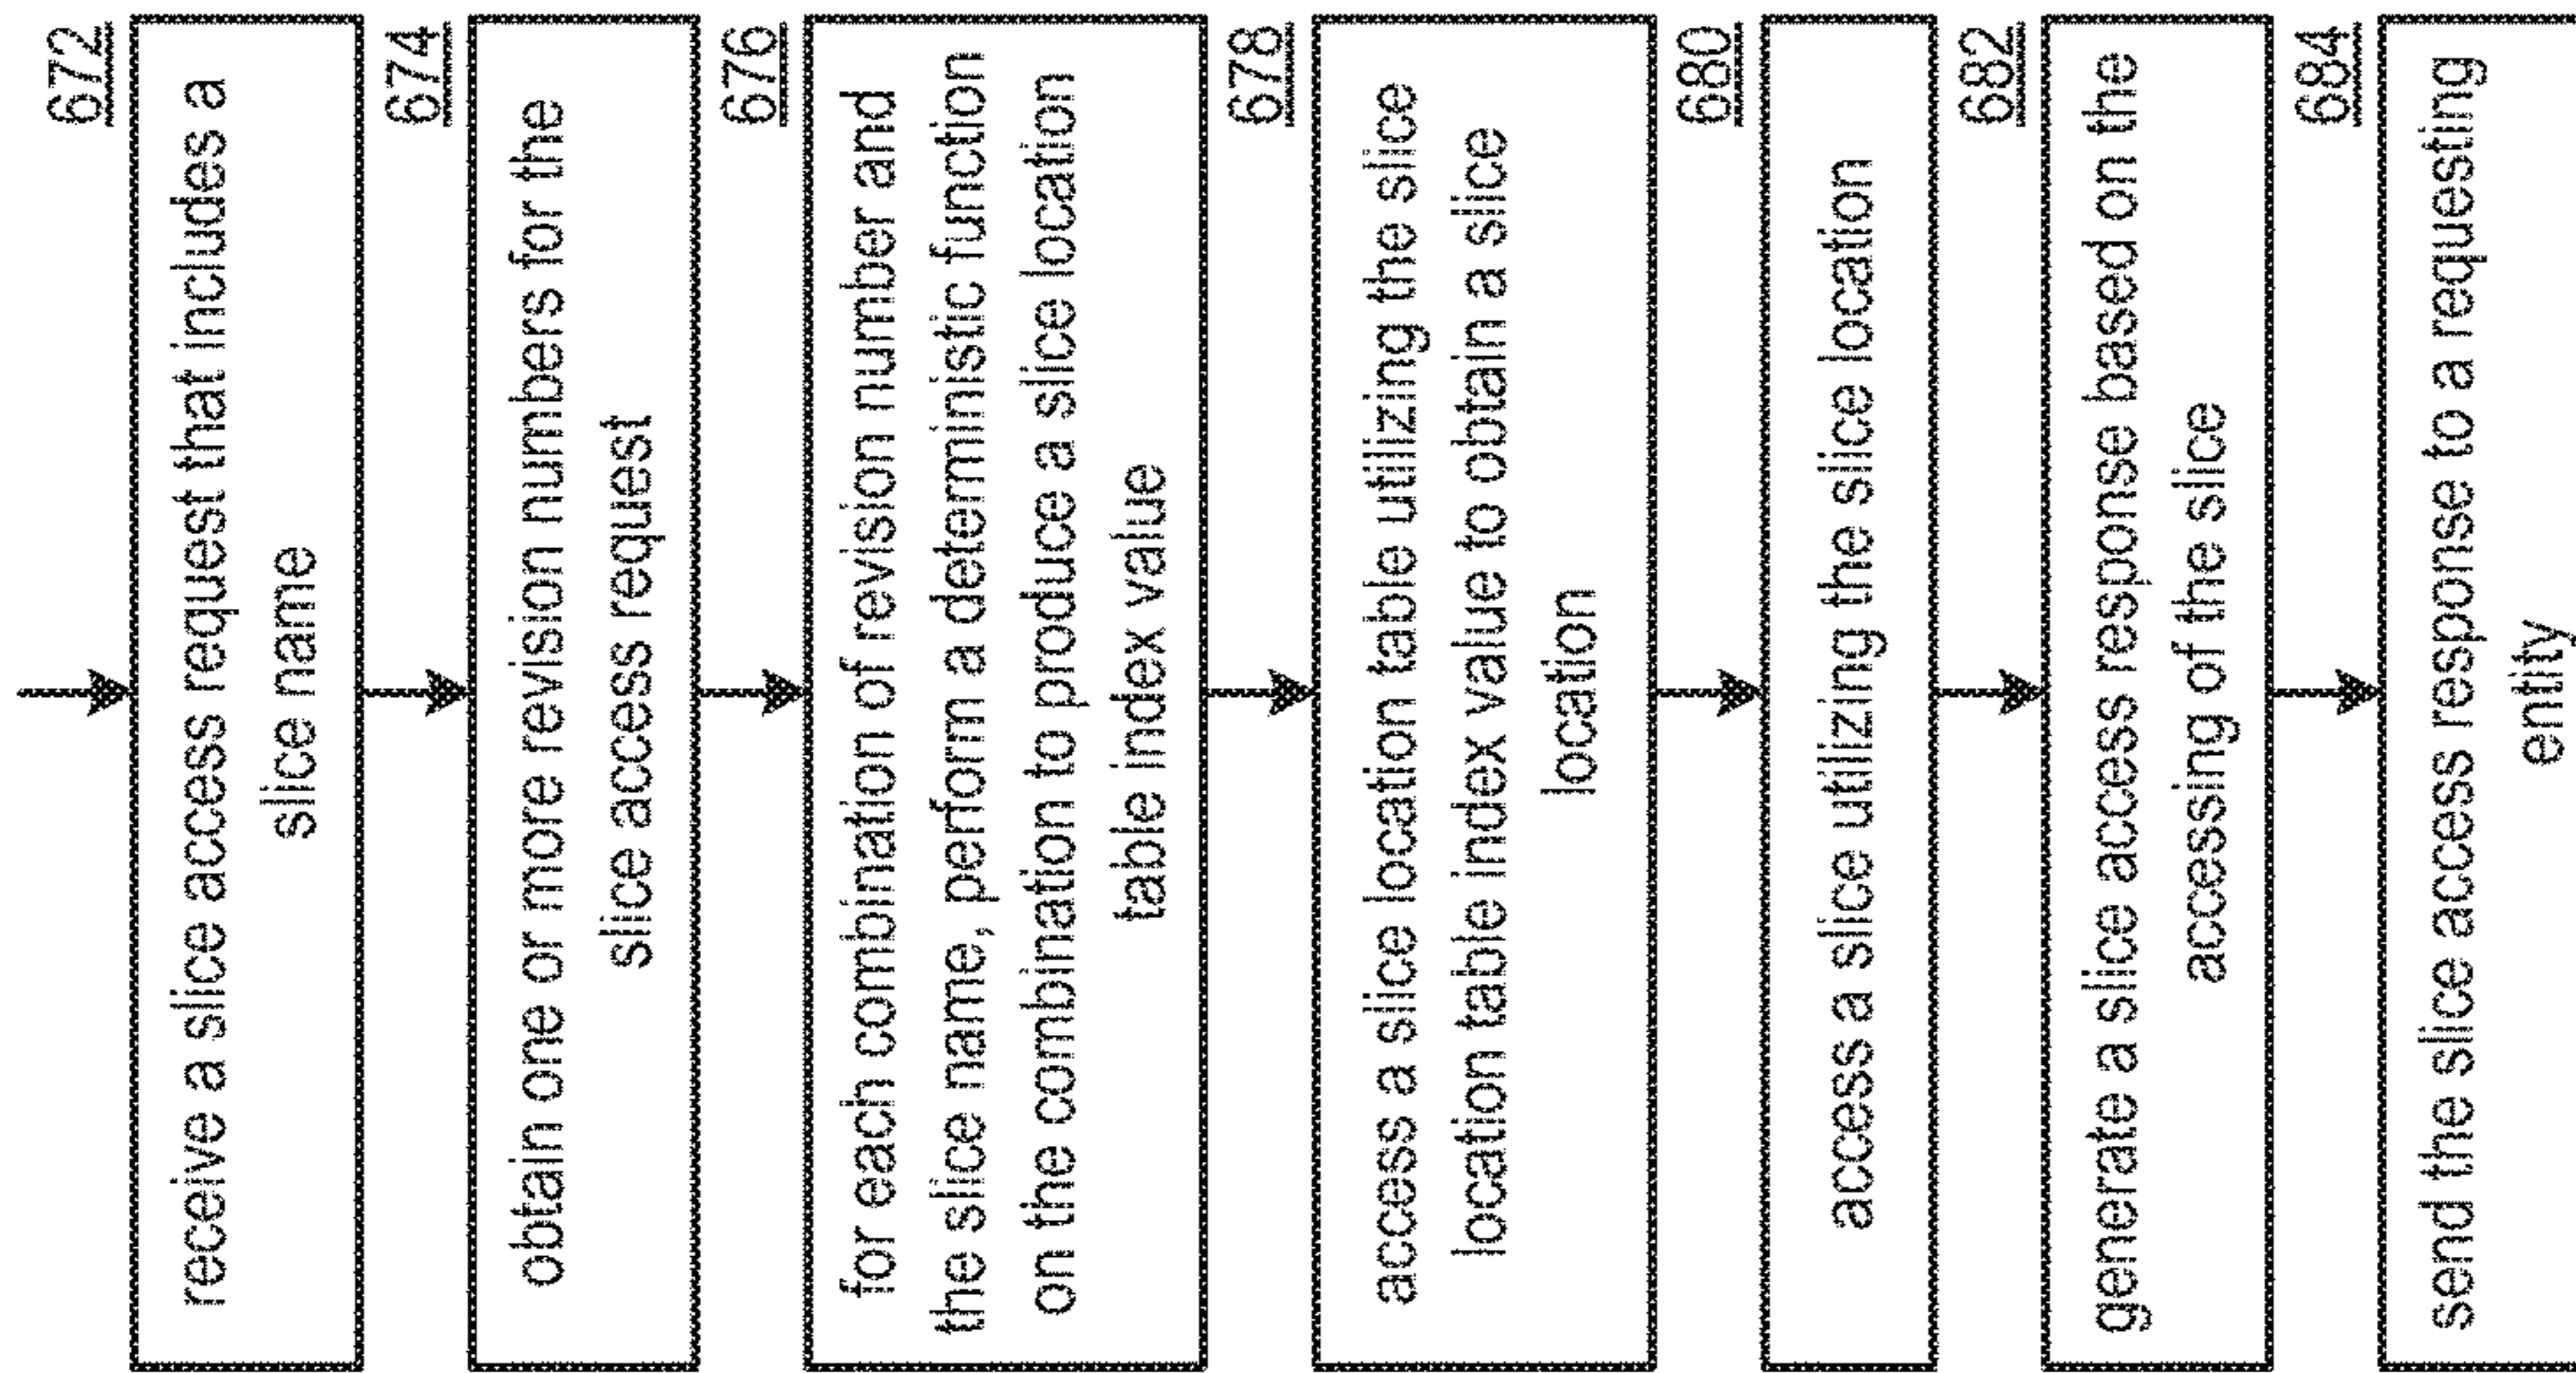 672
receive a slice access request that includes a
slice name
674
obtain one or more revision numbers for the
slice access request
676
for each combination of revision number and
the slice name, perform a deterministic function
on the combination to produce a slice location
table index value
678
access a slice location table utilizing the slice
location table index value to obtain a slice
location
680
access a slice utilizing the slice location
682
generate a slice access response based on the
accessing of the slice
684
send the slice access response to a requesting
entity